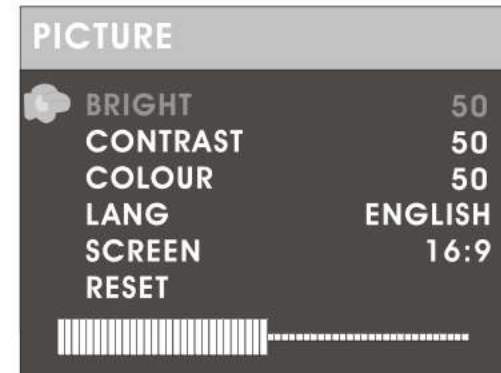 PICTURE
BRIGHT 50
CONTRAST 50
COLOUR 50
LANG ENGLISH
SCREEN 16:9
RESET